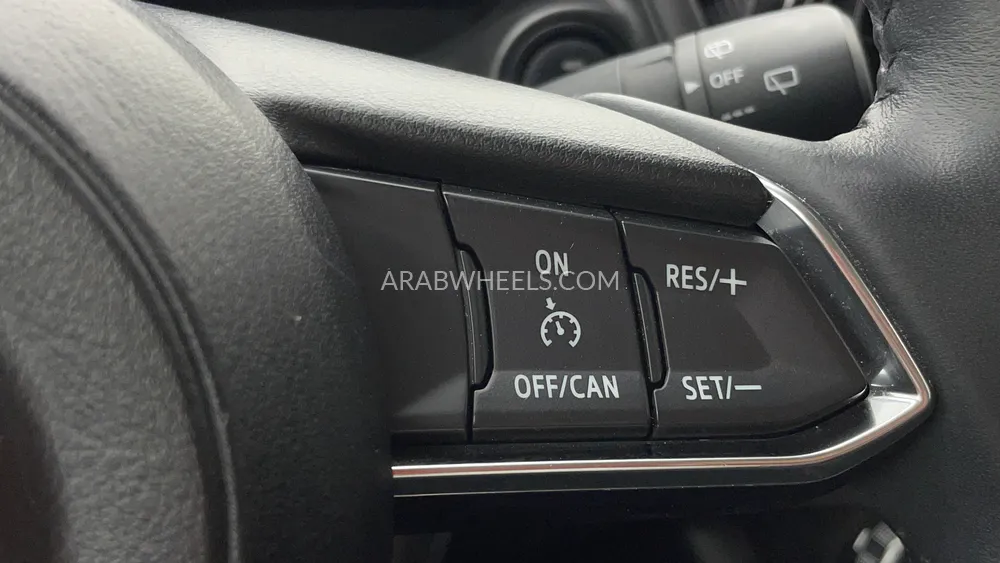 OFF
ON
ARABWHEELS.COM
RES/+
OFF/CAN
SET/−